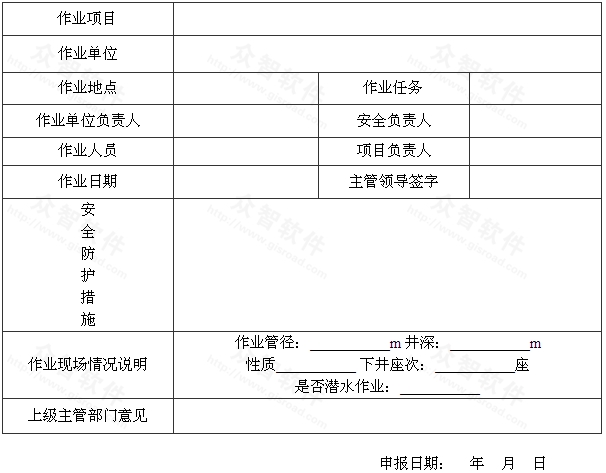 作业项目
作业单位
作业地点 作业任务
作业单位负责人 安全负责人
作业人员 项目负责人
作业日期 主管领导签字
安
全
防
护
措
施
作业管径：__________m 井深：__________m
作业现场情况说明 性质__________ 下井座次：__________座
是否潜水作业：__________
上级主管部门意见
申报日期： 年 月 日
众智软件
http://www.gisroad.com